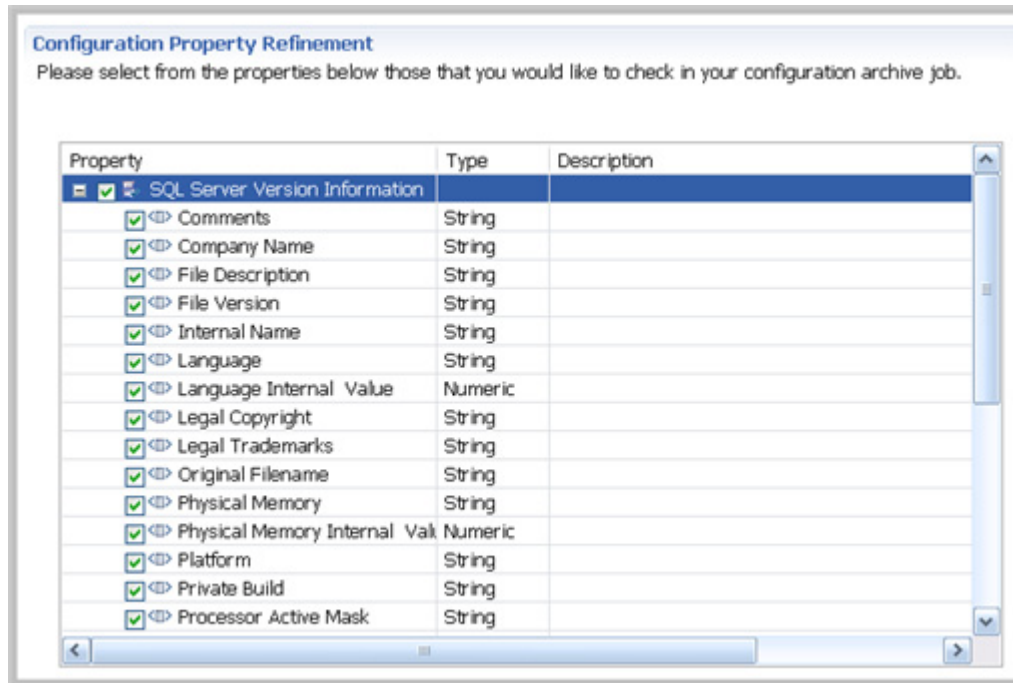 Configuration Property Refinement
Please select from the properties below those that you would like to check in your configuration archive job.
Property Type Description
SQL Server Version Information
Comments String
Company Name String
File Description String
File Version String
Internal Name String
Language String
Language Internal Value Numeric
Legal Copyright String
Legal Trademarks String
Original Filename String
Physical Memory String
Physical Memory Internal Valu Numeric
Platform String
Private Build String
Processor Active Mask String